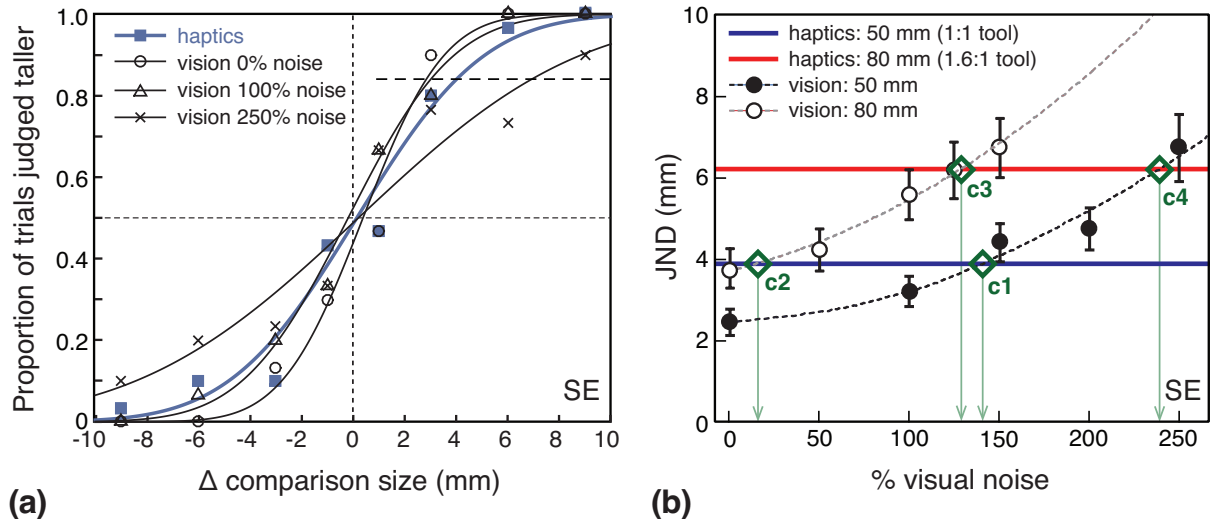 1.0
0.8
0.6
0.4
0.2
0
-10
-8
-6
-4
-2
0
2
4
6
8
10
Proportion of trials judged taller
Δ comparison size (mm)
haptics
vision 0% noise
vision 100% noise
vision 250% noise
SE
(a)
10
8
6
4
2
0
0
50
100
150
200
250
JND (mm)
% visual noise
haptics: 50 mm (1:1 tool)
haptics: 80 mm (1.6:1 tool)
vision: 50 mm
vision: 80 mm
c3
c4
c2
c1
SE
(b)